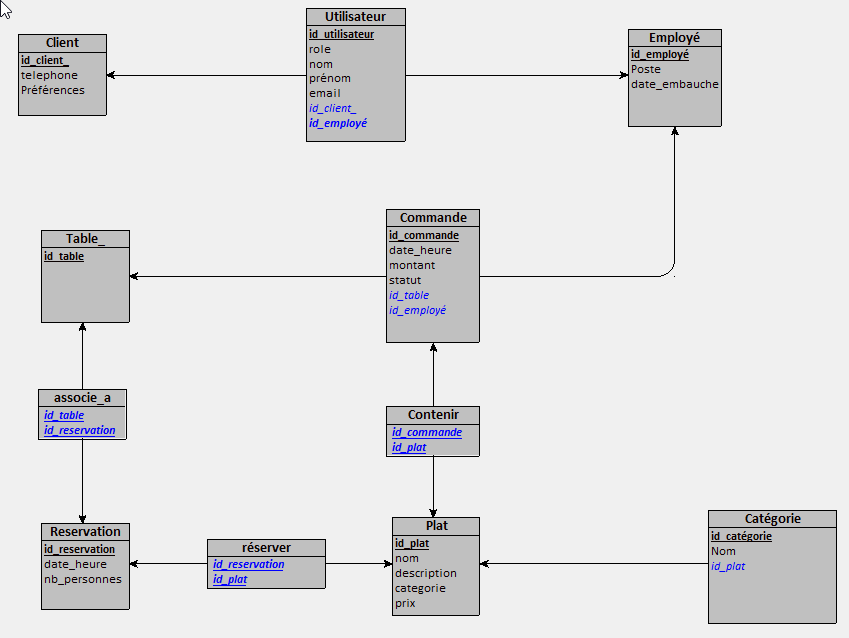 Client
id_client_
telephone
Préférences
Utilisateur
id_utilisateur
role
nom
prénom
email
id_client_
id_employé
Employé
id_employé
Poste
date_embauche
Table_
id_table
Commande
id_commande
date_heure
montant
statut
id_table
id_employé
associe_a
id_table
id_reservation
Contenir
id_commande
id_plat
Reservation
id_reservation
date_heure
nb_personnes
réserver
id_reservation
id_plat
Plat
id_plat
nom
description
categorie
prix
Catégorie
id_catégorie
Nom
id_plat